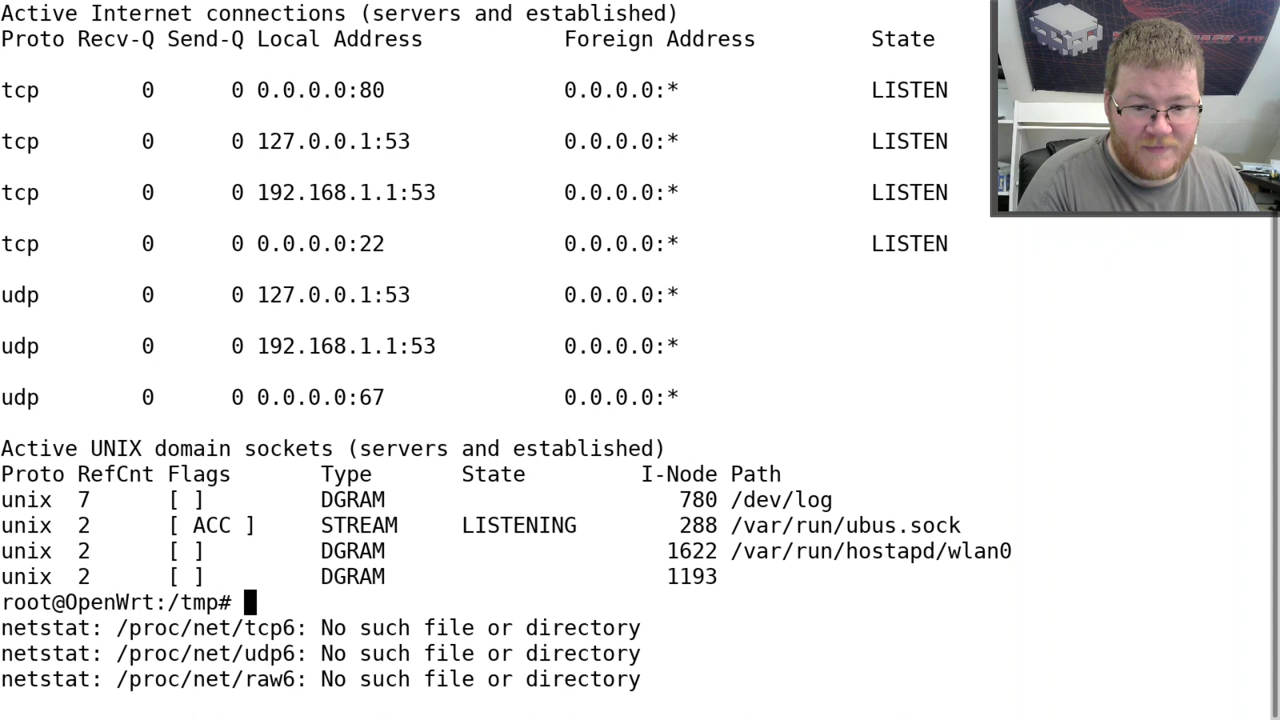 Active Internet connections (servers and established)
Proto Recv-Q Send-Q Local Address           Foreign Address         State
tcp        0      0 0.0.0.0:80              0.0.0.0:*               LISTEN
tcp        0      0 127.0.0.1:53            0.0.0.0:*               LISTEN
tcp        0      0 192.168.1.1:53          0.0.0.0:*               LISTEN
tcp        0      0 0.0.0.0:22              0.0.0.0:*               LISTEN
udp        0      0 127.0.0.1:53            0.0.0.0:*
udp        0      0 192.168.1.1:53          0.0.0.0:*
udp        0      0 0.0.0.0:67              0.0.0.0:*
Active UNIX domain sockets (servers and established)
Proto RefCnt Flags       Type       State         I-Node Path
unix  7      [ ]         DGRAM                       780 /dev/log
unix  2      [ ACC ]     STREAM     LISTENING        288 /var/run/ubus.sock
unix  2      [ ]         DGRAM                      1622 /var/run/hostapd/wlan0
unix  2      [ ]         DGRAM                      1193
root@OpenWrt:/tmp#
netstat: /proc/net/tcp6: No such file or directory
netstat: /proc/net/udp6: No such file or directory
netstat: /proc/net/raw6: No such file or directory